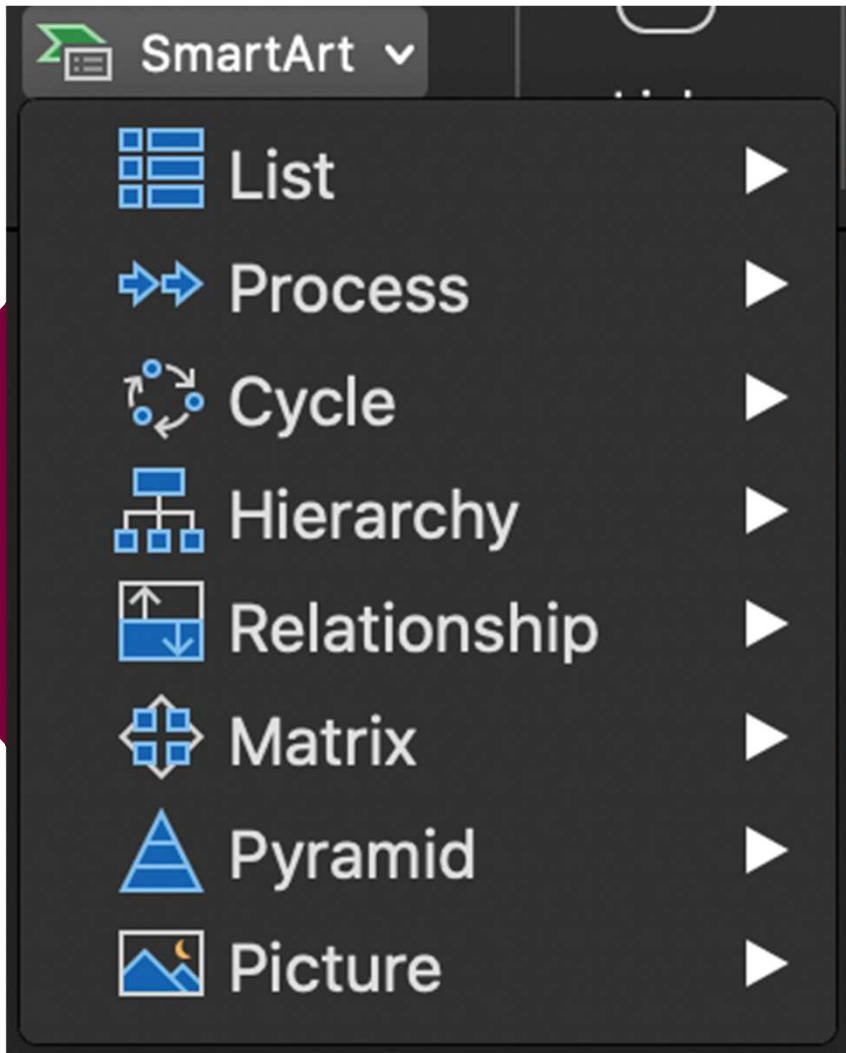 SmartArt
List
Process
Cycle
Hierarchy
Relationship
Matrix
Pyramid
Picture